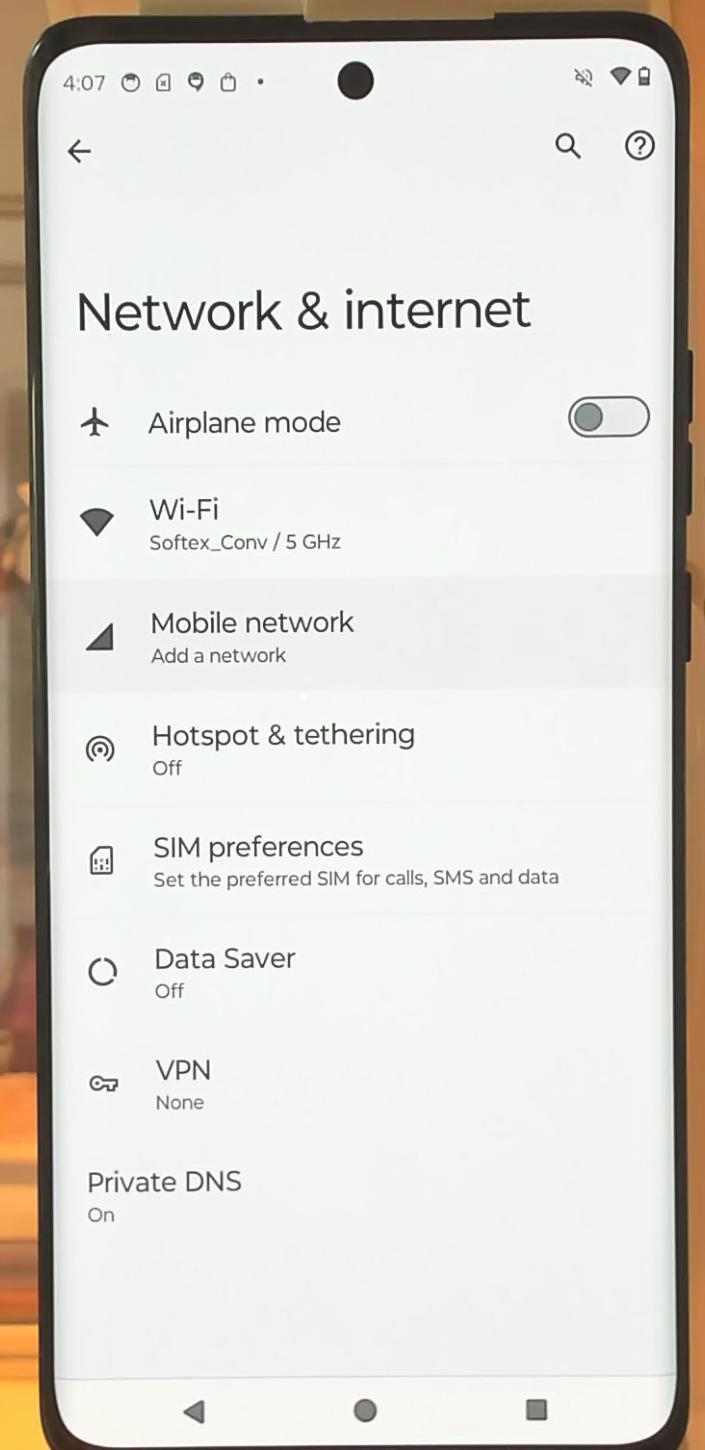 4:07
Network & internet
Airplane mode
Wi-Fi
Softex_Conv / 5 GHz
Mobile network
Add a network
Hotspot & tethering
Off
SIM preferences
Set the preferred SIM for calls, SMS and data
Data Saver
Off
VPN
None
Private DNS
On